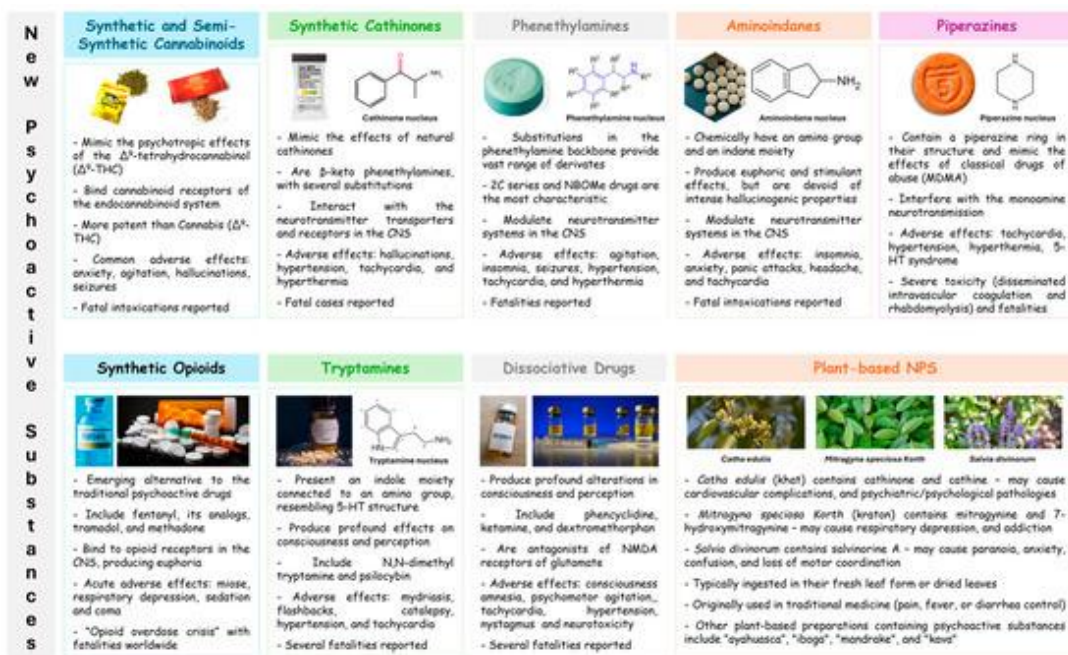 New Psychoactive Substances
Synthetic and Semi-
Synthetic Cannabinoids
- Mimic the psychotropic effects
of the Δ⁹-tetrahydrocannabinol
(Δ⁹-THC)
- Bind cannabinoid receptors of
the endocannabinoid system
- More potent than Cannabis (Δ⁹-
THC)
- Common adverse effects:
anxiety, agitation, hallucinations,
seizures
- Fatal intoxications reported
Synthetic Cathinones
NH₂
Cathinone nucleus
- Mimic the effects of natural
cathinones
- Are β-keto phenylamines,
with several substitutions
- Interact with the
neurotransmitter transporters
and receptors in the CNS
- Adverse effects: hallucinations,
hypertension, tachycardia, and
hyperthermia
- Fatal cases reported
Phenethylamines
Phenethylamine nucleus
- Substitutions in the
phenethylamine backbone provide
vast range of derivates
- 2C series and NBOMe drugs are
the most characteristic
- Modulate neurotransmitter
systems in the CNS
- Adverse effects: agitation,
insomnia, seizures, hypertension,
tachycardia, and hyperthermia
- Fatalities reported
Aminoindanes
NH₂
Aminoindane nucleus
- Chemically have an amino group
and an indane moiety
- Produce euphoric and stimulant
effects, but are devoid of
intense hallucinogenic properties
- Modulate neurotransmitter
systems in the CNS
- Adverse effects: insomnia,
anxiety, panic attacks, headache,
and tachycardia
- Fatal intoxications reported
Piperazines
H
N
N
H
Piperazine nucleus
- Contain a piperazine ring in
their structure and mimic the
effects of classical drugs of
abuse (MDMA)
- Interfere with the monoamine
neurotransmission
- Adverse effects: tachycardia,
hypertension, hyperthermia, 5-
HT syndrome
- Severe toxicity (disseminated
intravascular coagulation and
rhabdomyolysis) and fatalities
Synthetic Opioids
- Emerging alternative to the
traditional psychoactive drugs
- Include fentanyl, its analogs,
tramadol, and methadone
- Bind to opioid receptors in the
CNS, producing euphoria
- Acute adverse effects: miose,
respiratory depression, sedation
and coma
- "Opioid overdose crisis" with
fatalities worldwide
Tryptamines
NH₂
HN
Tryptamine nucleus
- Present an indole moiety
connected to an amino group,
resembling 5-HT structure
- Produce profound effects on
consciousness and perception
- Include N,N-dimethyl
tryptamine and psilocybin
- Adverse effects: mydriasis,
flashbacks, catalepsy,
hypertension, and tachycardia
- Several fatalities reported
Dissociative Drugs
- Produce profound alterations in
consciousness and perception
- Include phencyclidine,
ketamine, and dextromethorphan
- Are antagonists of NMDA
receptors of glutamate
- Adverse effects: consciousness
amnesia, psychomotor agitation,,
tachycardia, hypertension,
nystagmus and neurotoxicity
- Several fatalities reported
Plant-based NPS
Catha edulis
Mitragyna speciosa Korth
Salvia divinorum
- Catha edulis (khat) contains cathinone and cathine - may cause
cardiovascular complications, and psychiatric/psychological pathologies
- Mitragyna speciosa Korth (kraton) contains mitragynine and 7-
hydroxymitragynine - may cause respiratory depression, and addiction
- Salvia divinorum contains salvinorine A - may cause paranoia, anxiety,
confusion, and loss of motor coordination
- Typically ingested in their fresh leaf form or dried leaves
- Originally used in traditional medicine (pain, fever, or diarrhea control)
- Other plant-based preparations containing psychoactive substances
include "ayahuasca", "iboga", "mandrake", and "kava"